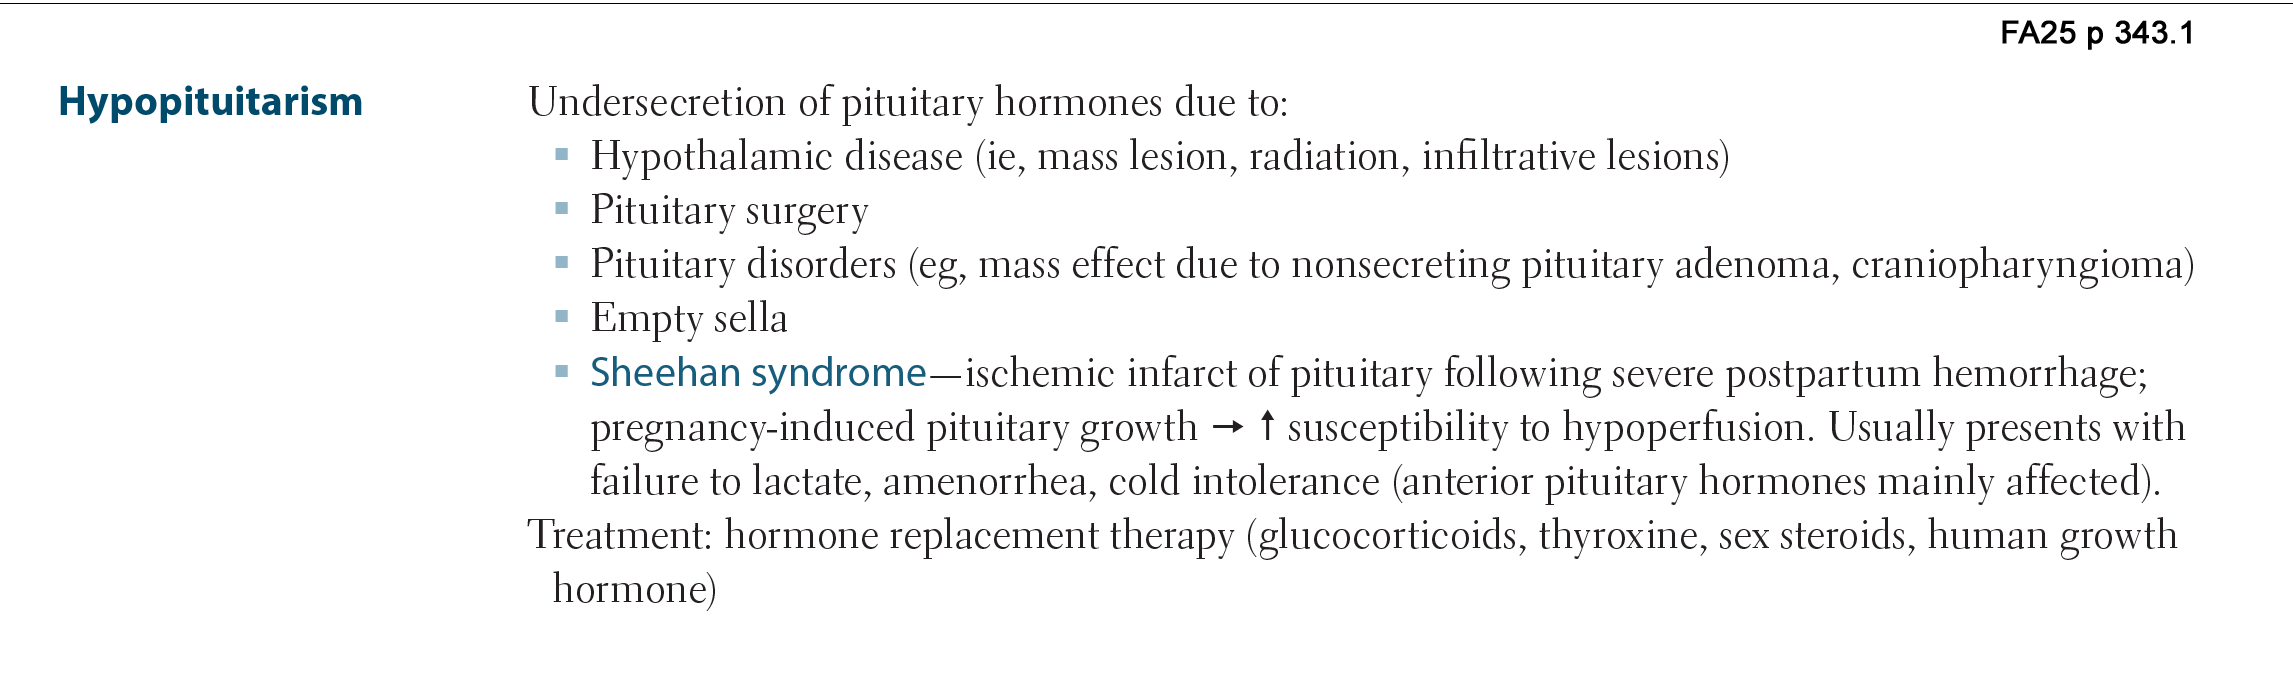 FA25 p 343.1
Hypopituitarism
Undersecretion of pituitary hormones due to:
▪ Hypothalamic disease (ie, mass lesion, radiation, infiltrative lesions)
▪ Pituitary surgery
▪ Pituitary disorders (eg, mass effect due to nonsecreting pituitary adenoma, craniopharyngioma)
▪ Empty sella
▪ Sheehan syndrome—ischemic infarct of pituitary following severe postpartum hemorrhage;
pregnancy-induced pituitary growth → ↑ susceptibility to hypoperfusion. Usually presents with
failure to lactate, amenorrhea, cold intolerance (anterior pituitary hormones mainly affected).
Treatment: hormone replacement therapy (glucocorticoids, thyroxine, sex steroids, human growth
hormone)